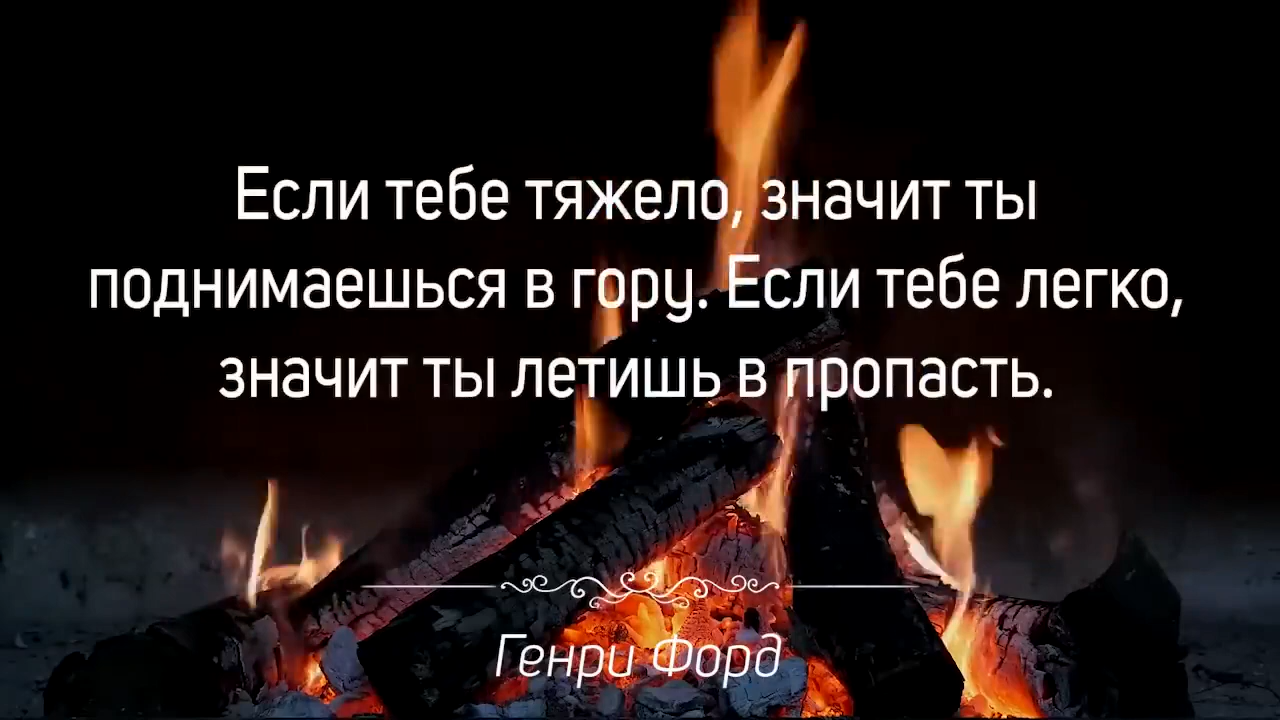 Если тебе тяжело, значит ты
поднимаешься в гору. Если тебе легко,
значит ты летишь в пропасть.
Генри Форд